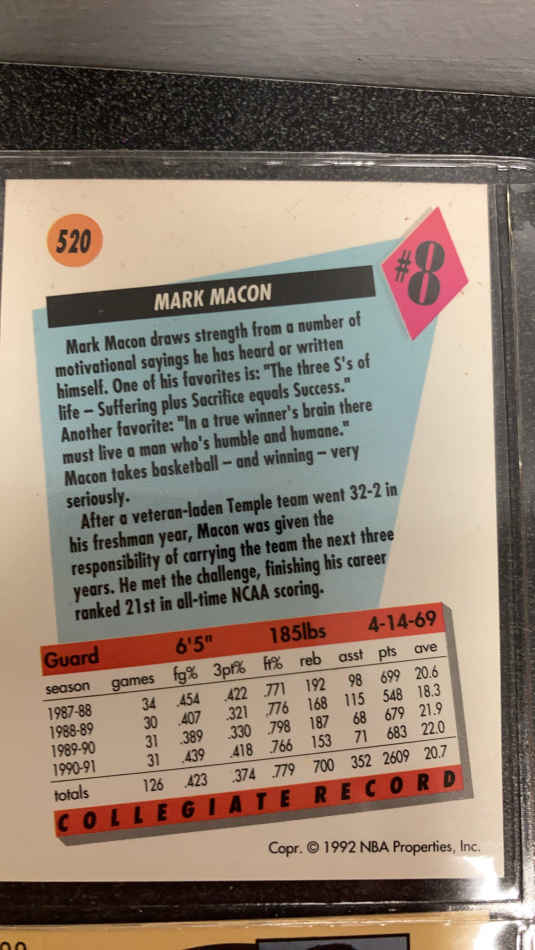 520
#8
MARK MACON
Mark Macon draws strength from a number of
motivational sayings he has heard or written
himself. One of his favorites is: "The three S's of
life – Suffering plus Sacrifice equals Success."
Another favorite: "In a true winner's brain there
must live a man who's humble and humane."
Macon takes basketball – and winning – very
seriously.
After a veteran-laden Temple team went 32-2 in
his freshman year, Macon was given the
responsibility of carrying the team the next three
years. He met the challenge, finishing his career
ranked 21st in all-time NCAA scoring.
Guard 6'5" 185lbs 4-14-69
season games fg% 3pt% ft% reb asst pts ave
1987-88 34 .454 .422 .771 192 98 699 20.6
1988-89 30 .407 .321 .776 168 115 548 18.3
1989-90 31 .389 .330 .798 187 68 679 21.9
1990-91 31 .439 .418 .766 153 71 683 22.0
totals 126 .423 .374 .779 700 352 2609 20.7
COLLEGIATE RECORD
Copr. © 1992 NBA Properties, Inc.